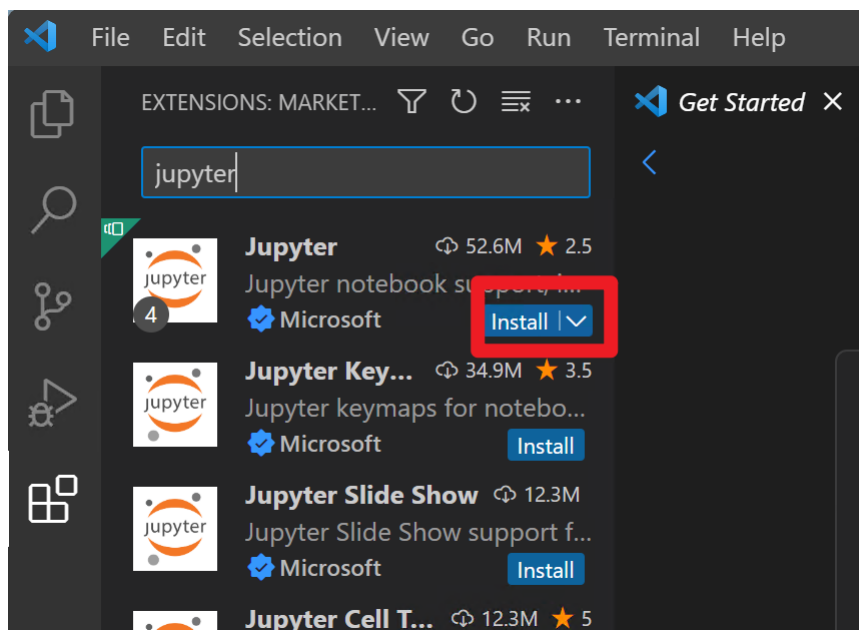 File Edit Selection View Go Run Terminal Help
EXTENSIONS: MARKET...
Get Started
jupyter
Jupyter 52.6M 2.5
jupyter
Jupyter notebook support, i...
4
Microsoft
Install
Jupyter Key... 34.9M 3.5
jupyter
Jupyter keymaps for notebo...
Microsoft
Install
Jupyter Slide Show 12.3M
jupyter
Jupyter Slide Show support f...
Microsoft
Install
Jupyter Cell T... 12.3M 5